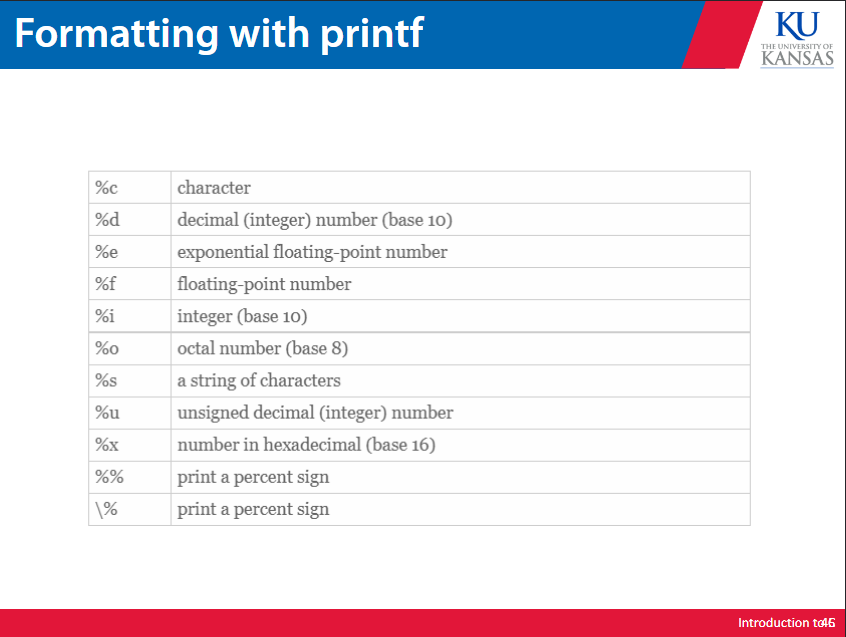 Formatting with printf
KU
THE UNIVERSITY OF
KANSAS
%c character
%d decimal (integer) number (base 10)
%e exponential floating-point number
%f floating-point number
%i integer (base 10)
%o octal number (base 8)
%s a string of characters
%u unsigned decimal (integer) number
%x number in hexadecimal (base 16)
%% print a percent sign
\% print a percent sign
Introduction to